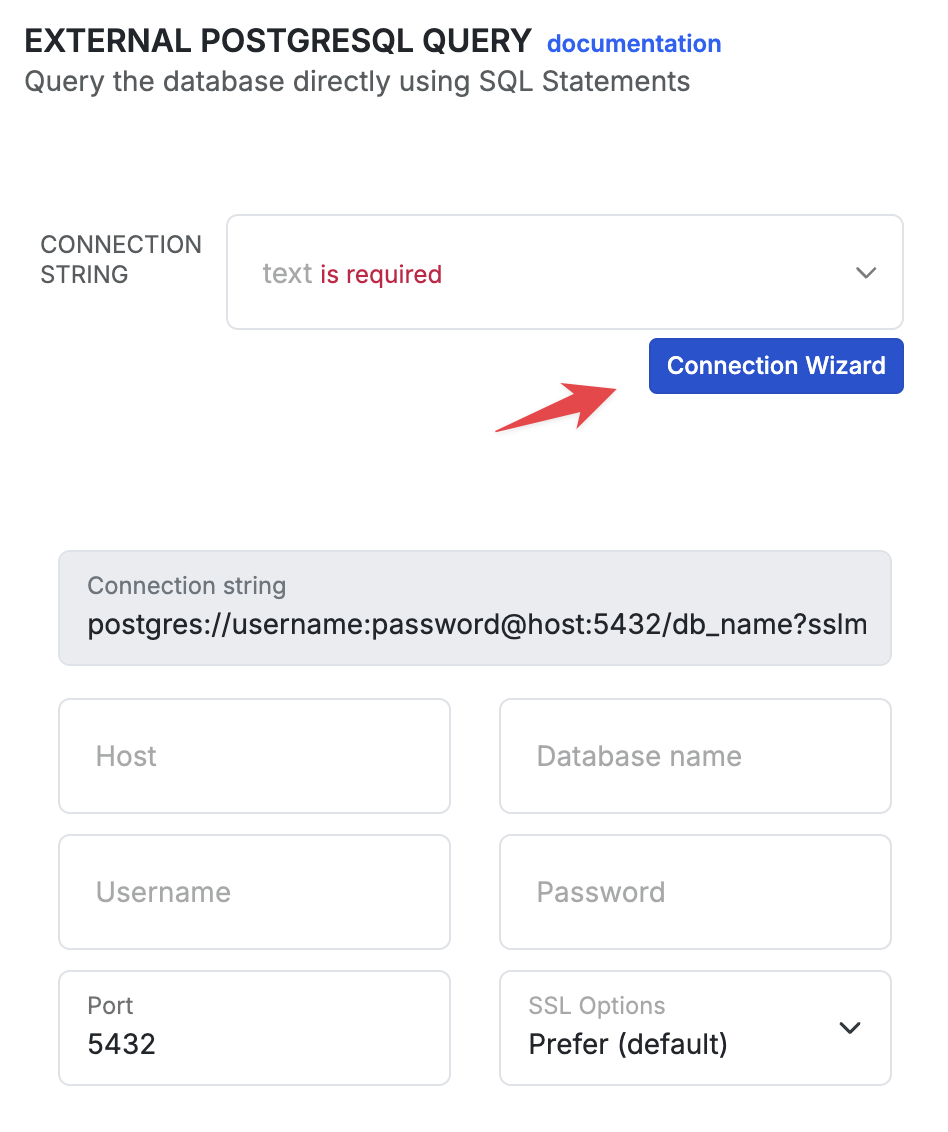 EXTERNAL POSTGRESQL QUERY documentation
Query the database directly using SQL Statements
CONNECTION
STRING
text is required
Connection Wizard
Connection string
postgres://username:password@host:5432/db_name?sslm
Host
Database name
Username
Password
Port
5432
SSL Options
Prefer (default)